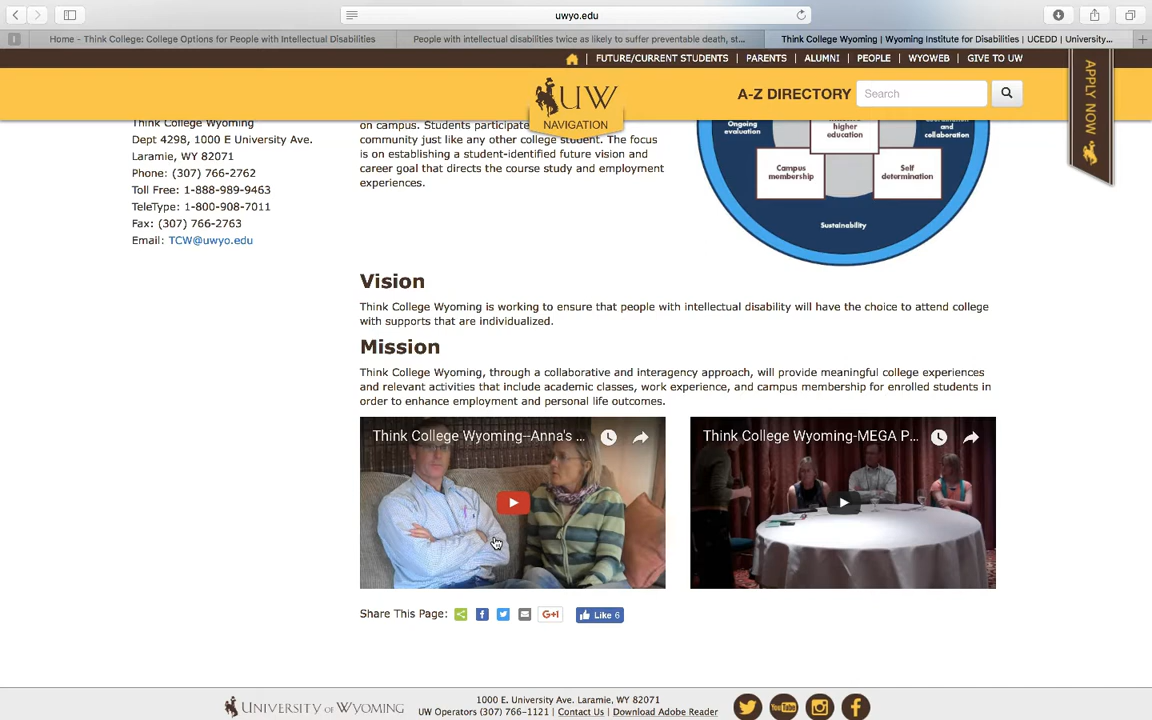 uwyo.edu
Home - Think College: College Options for People with Intellectual Disabilities
People with intellectual disabilities twice as likely to suffer preventable death, st...
Think College Wyoming | Wyoming Institute for Disabilities | UCEDD | University...
FUTURE/CURRENT STUDENTS PARENTS ALUMNI PEOPLE WYOWEB GIVE TO UW
UW
NAVIGATION
A-Z DIRECTORY
Search
APPLY NOW
Think College Wyoming
Dept 4298, 1000 E University Ave.
Laramie, WY 82071
Phone: (307) 766-2762
Toll Free: 1-888-989-9463
TeleType: 1-800-908-7011
Fax: (307) 766-2763
Email: TCW@uwyo.edu
on campus. Students participate
community just like any other college student. The focus
is on establishing a student-identified future vision and
career goal that directs the course study and employment
experiences.
Ongoing
evaluation
higher
education
and
collaboration
Campus
membership
Self
determination
Sustainability
Vision
Think College Wyoming is working to ensure that people with intellectual disability will have the choice to attend college
with supports that are individualized.
Mission
Think College Wyoming, through a collaborative and interagency approach, will provide meaningful college experiences
and relevant activities that include academic classes, work experience, and campus membership for enrolled students in
order to enhance employment and personal life outcomes.
Think College Wyoming--Anna's ...
Think College Wyoming-MEGA P...
Share This Page:
G+1
Like 6
UNIVERSITY OF WYOMING
1000 E. University Ave. Laramie, WY 82071
UW Operators (307) 766-1121 | Contact Us | Download Adobe Reader
You Tube